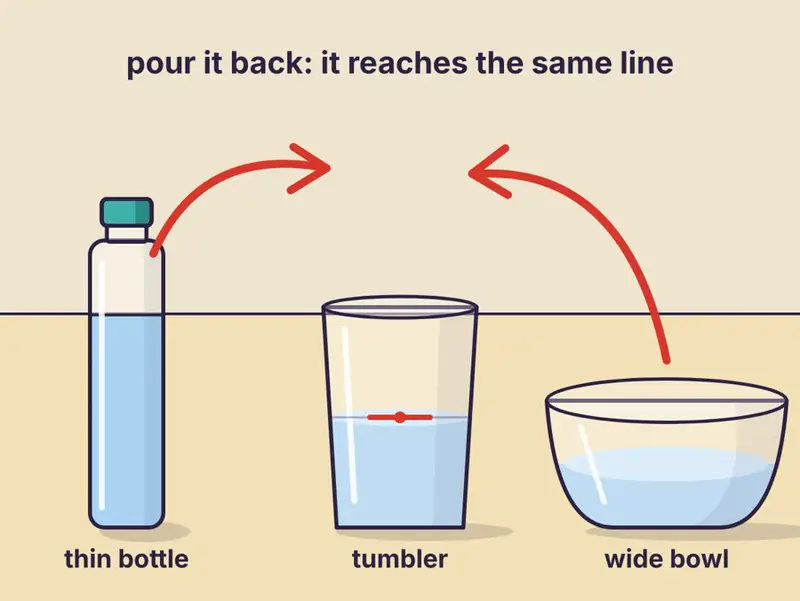 pour it back: it reaches the same line
thin bottle
tumbler
wide bowl